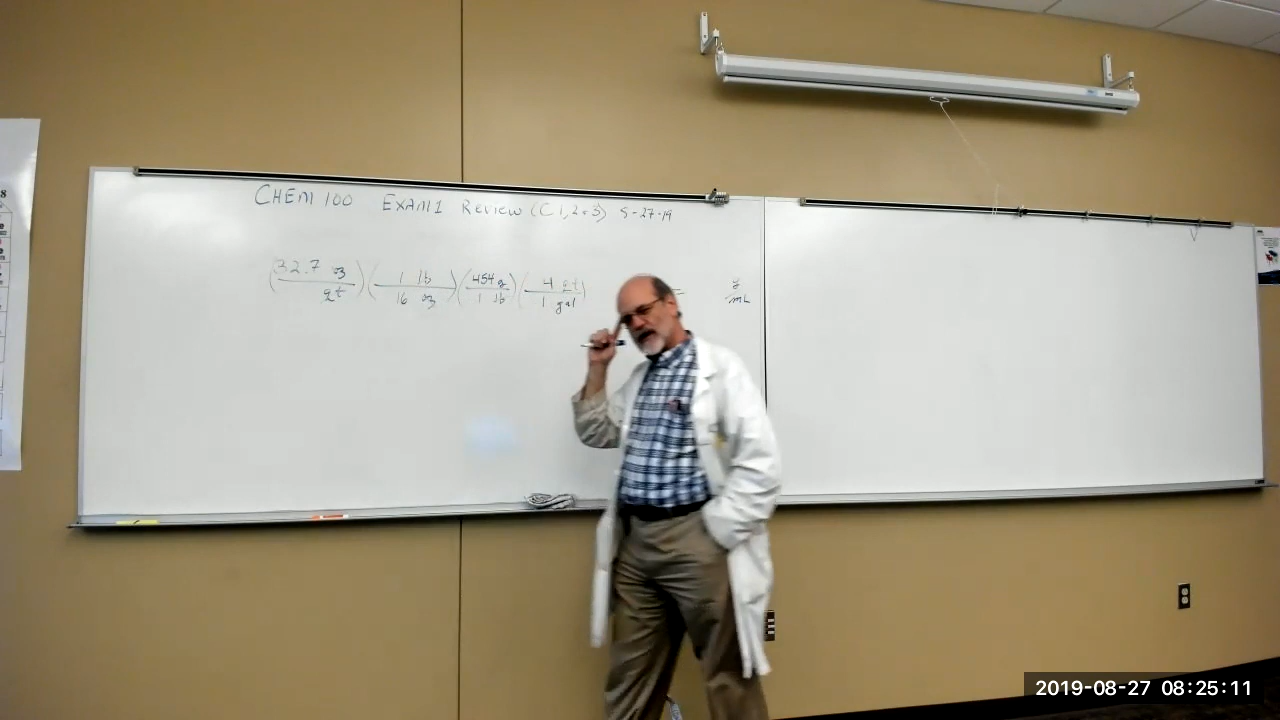 CHEM 100 EXAM 1 Review (C 1, 2 + 3) 8-27-19
(32.7 oz / qt) (1 lb / 16 oz) (454 g / 1 lb) (4 qt / 1 gal) = g / mL
2019-08-27 08:25:11